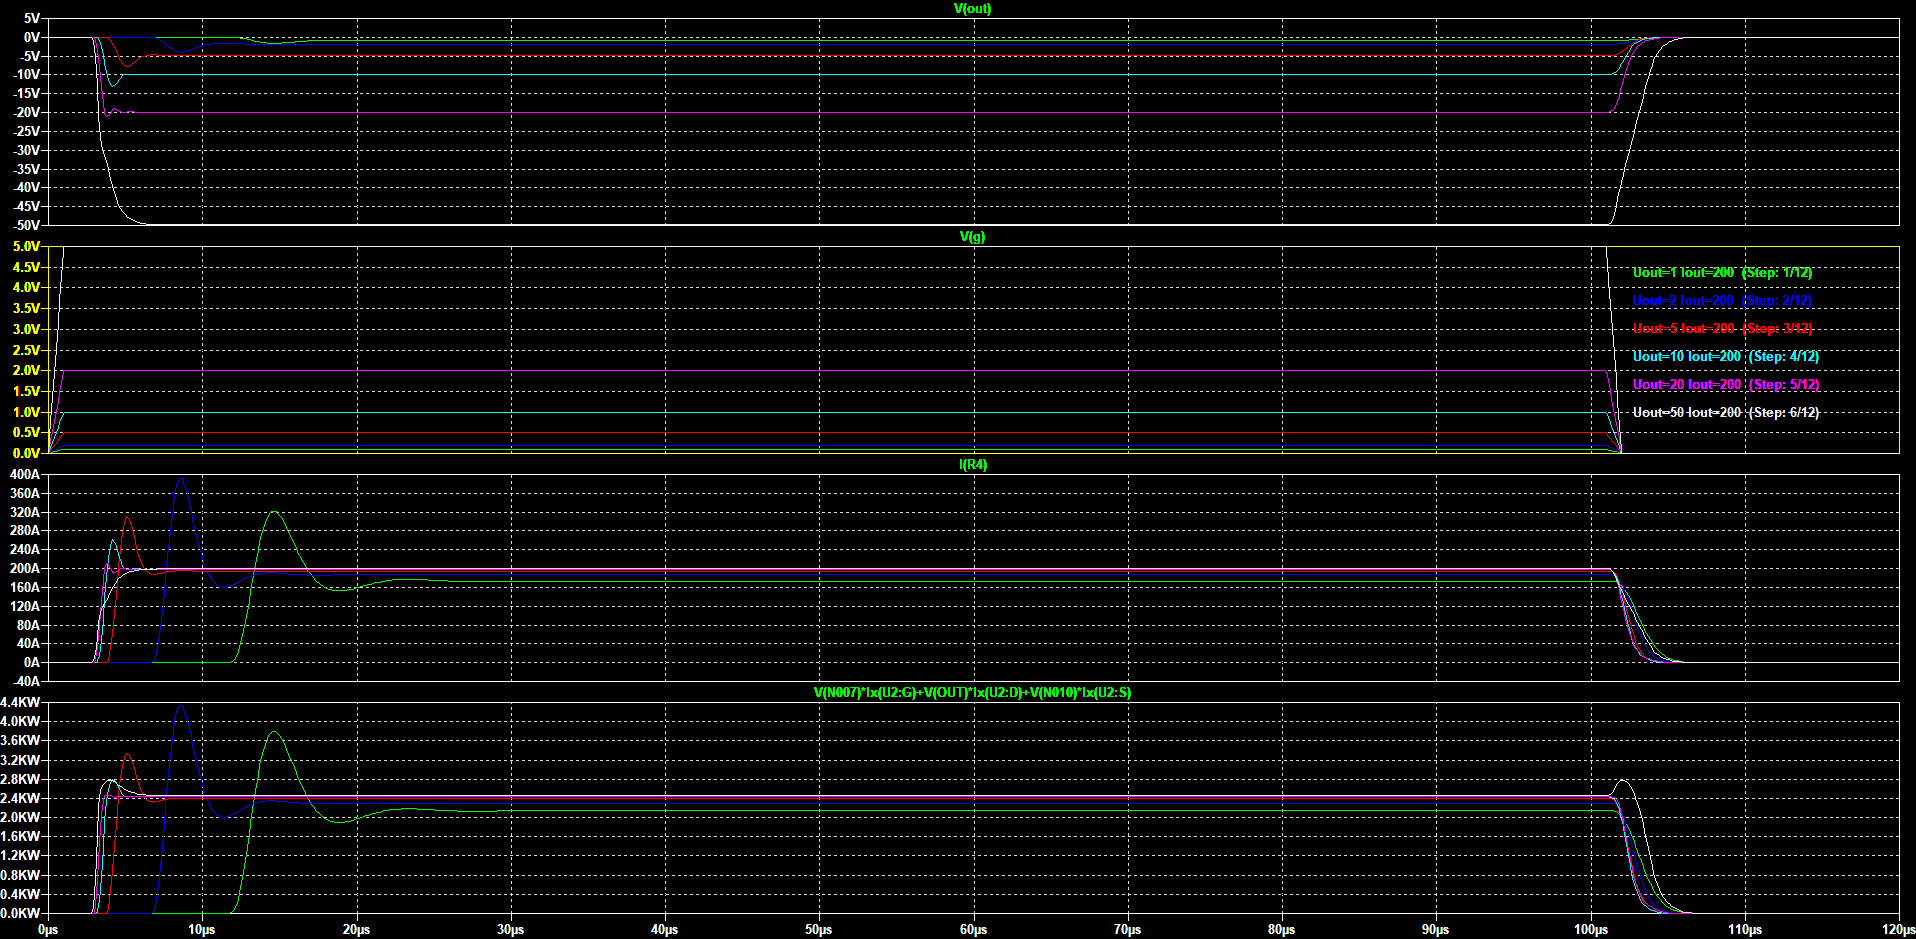 V(out)
5V
0V
-5V
-10V
-15V
-20V
-25V
-30V
-35V
-40V
-45V
-50V
V(g)
5.0V
4.5V
4.0V
3.5V
3.0V
2.5V
2.0V
1.5V
1.0V
0.5V
0.0V
Uout=1 Iout=200 (Step: 1/12)
Uout=2 Iout=200 (Step: 2/12)
Uout=5 Iout=200 (Step: 3/12)
Uout=10 Iout=200 (Step: 4/12)
Uout=20 Iout=200 (Step: 5/12)
Uout=50 Iout=200 (Step: 6/12)
I(R4)
400A
360A
320A
280A
240A
200A
160A
120A
80A
40A
0A
-40A
V(N007)*Ix(U2:G)+V(OUT)*Ix(U2:D)+V(N010)*Ix(U2:S)
4.4KW
4.0KW
3.6KW
3.2KW
2.8KW
2.4KW
2.0KW
1.6KW
1.2KW
0.8KW
0.4KW
0.0KW
0µs 10µs 20µs 30µs 40µs 50µs 60µs 70µs 80µs 90µs 100µs 110µs 120µs